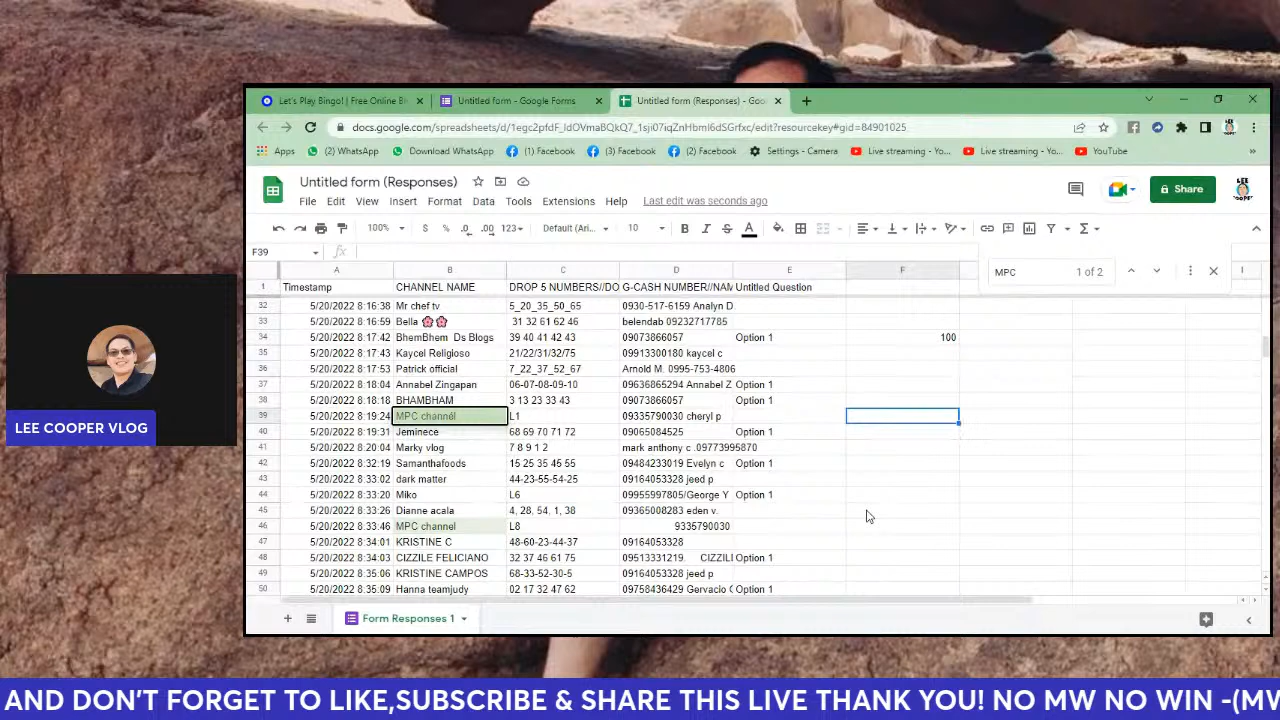 Let's Play Bingo! | Free Online Bi
Untitled form - Google Forms
Untitled form (Responses) - Goo
docs.google.com/spreadsheets/d/1egc2pfdF_IdOVmaBQkQ7_1sji07iqZnHbmI6dSGrfxc/edit?resourcekey#gid=84901025
Apps (2) WhatsApp Download WhatsApp (1) Facebook (3) Facebook (2) Facebook Settings - Camera Live streaming - Yo... Live streaming - Yo... YouTube »
Untitled form (Responses)
File Edit View Insert Format Data Tools Extensions Help Last edit was seconds ago
Share
LEE
100% $ % .0 .00 123 Default (Ari... 10 B I S A
F39 fx
MPC 1 of 2
A B C D E F I
1 Timestamp CHANNEL NAME DROP 5 NUMBERS//DO G-CASH NUMBER//NAM Untitled Question
32 5/20/2022 8:16:38 Mr chef tv 5_20_35_50_65 0930-517-6159 Analyn D
33 5/20/2022 8:16:59 Bella 🌸🌸 31 32 61 62 46 belendab 09232717785
34 5/20/2022 8:17:42 BhemBhem Ds Blogs 39 40 41 42 43 09073866057 Option 1 100
35 5/20/2022 8:17:43 Kaycel Religioso 21/22/31/32/75 09913300180 kaycel c
36 5/20/2022 8:17:53 Patrick official 7_22_37_52_67 Arnold M. 0995-753-4806
37 5/20/2022 8:18:04 Annabel Zingapan 06-07-08-09-10 09636865294 Annabel Z Option 1
38 5/20/2022 8:18:18 BHAMBHAM 3 13 23 33 43 09073866057 Option 1
39 5/20/2022 8:19:24 MPC channel L1 09335790030 cheryl p
40 5/20/2022 8:19:31 Jeminece 68 69 70 71 72 09065084525 Option 1
41 5/20/2022 8:20:04 Marky vlog 7 8 9 1 2 mark anthony c .09773995870
42 5/20/2022 8:32:19 Samanthafoods 15 25 35 45 55 09484233019 Evelyn c Option 1
43 5/20/2022 8:33:02 dark matter 44-23-55-54-25 09164053328 jeed p
44 5/20/2022 8:33:20 Miko L6 09955997805/George Y Option 1
45 5/20/2022 8:33:26 Dianne acala 4, 28, 54. 1, 38 09365008283 eden v.
46 5/20/2022 8:33:46 MPC channel L8 9335790030
47 5/20/2022 8:34:01 KRISTINE C 48-60-23-44-37 09164053328
48 5/20/2022 8:34:03 CIZZILE FELICIANO 32 37 46 61 75 09513331219 CIZZILI Option 1
49 5/20/2022 8:35:06 KRISTINE CAMPOS 68-33-52-30-5 09164053328 jeed p
50 5/20/2022 8:35:09 Hanna teamjudy 02 17 32 47 62 09758436429 Gervacio Option 1
Form Responses 1
LEE COOPER VLOG
AND DON'T FORGET TO LIKE,SUBSCRIBE & SHARE THIS LIVE THANK YOU! NO MW NO WIN -(MW